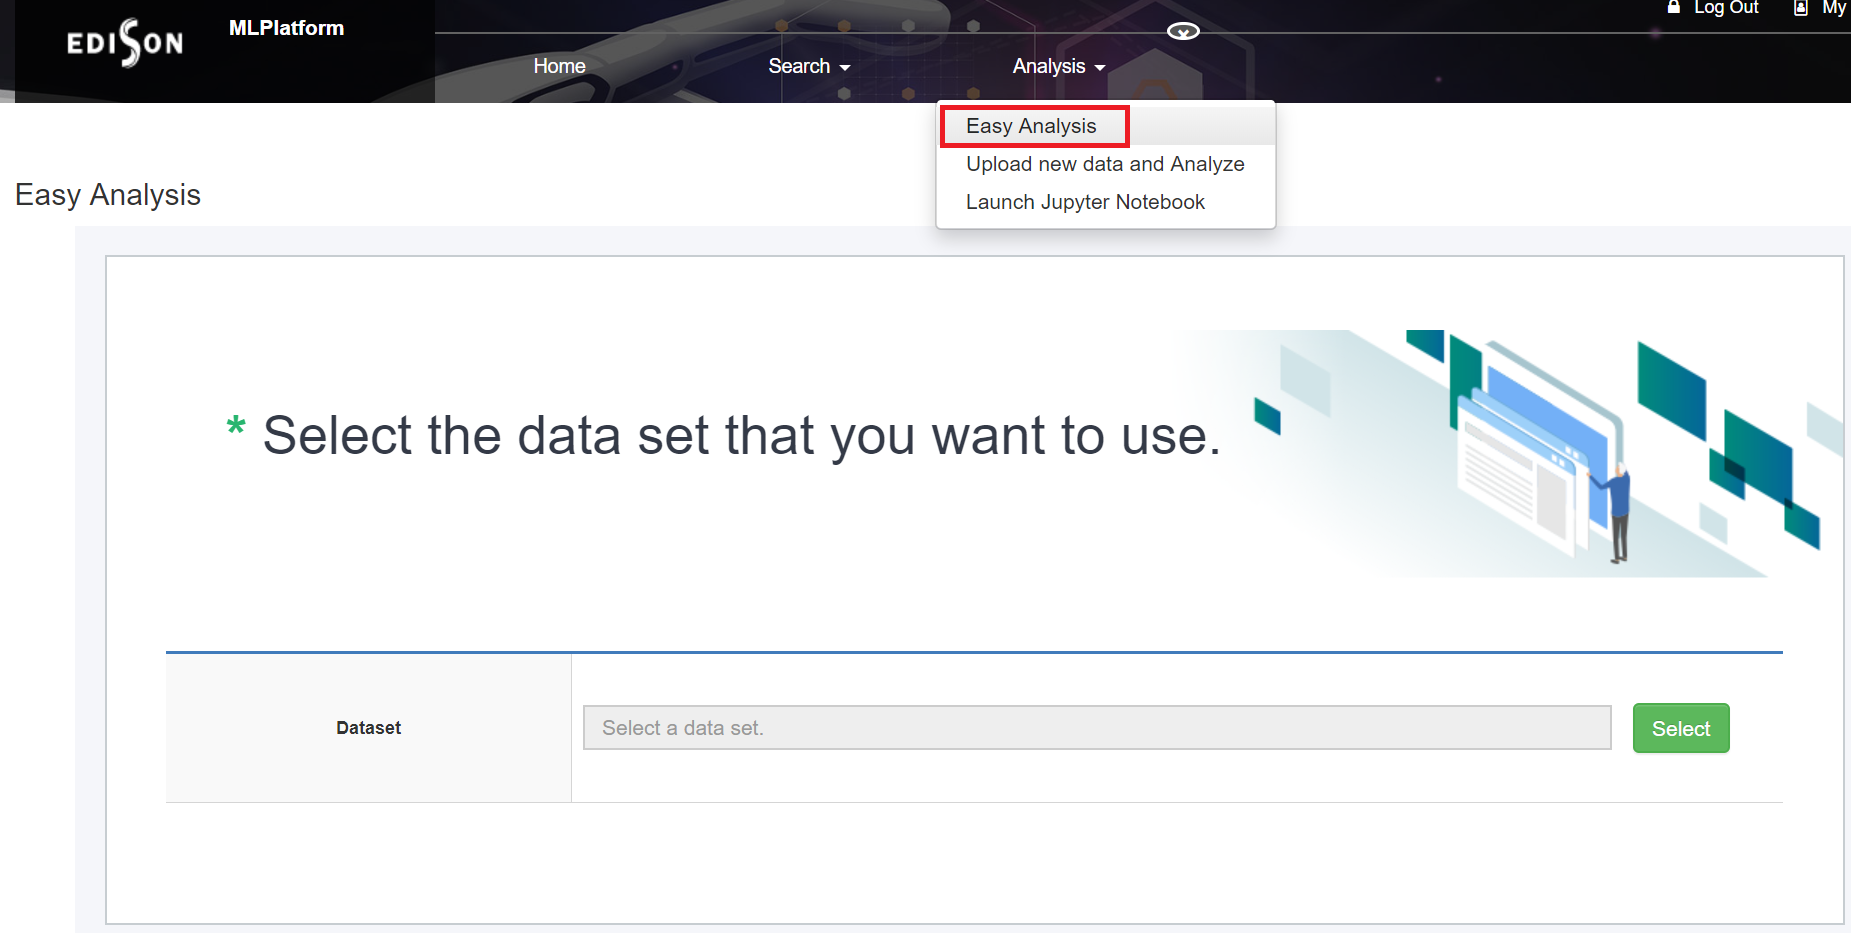 EDISON
MLPlatform
Log Out
My
Home
Search
Analysis
Easy Analysis
Upload new data and Analyze
Launch Jupyter Notebook
Easy Analysis
* Select the data set that you want to use.
Dataset
Select a data set.
Select